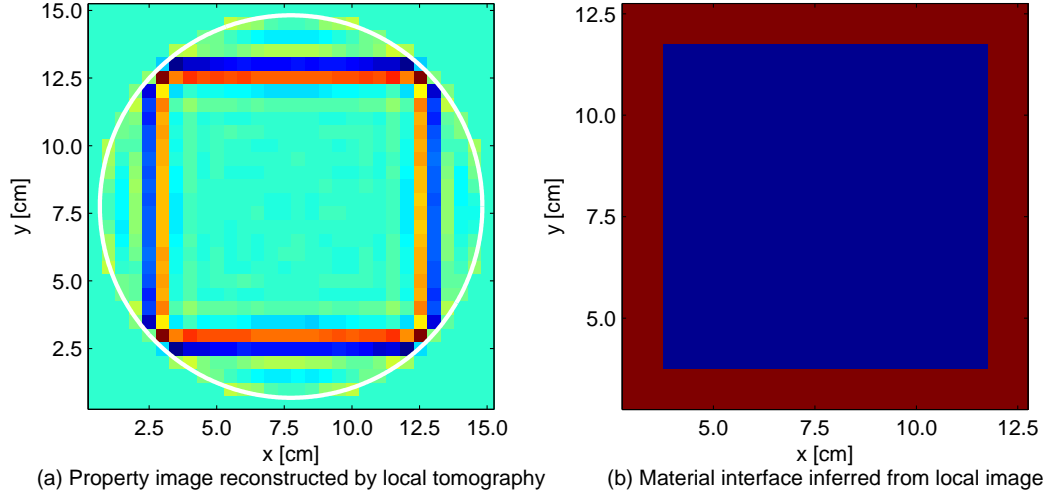 15.0
12.5
10.0
7.5
5.0
2.5
y [cm]
2.5 5.0 7.5 10.0 12.5 15.0
x [cm]
(a) Property image reconstructed by local tomography
12.5
10.0
7.5
5.0
y [cm]
5.0 7.5 10.0 12.5
x [cm]
(b) Material interface inferred from local image